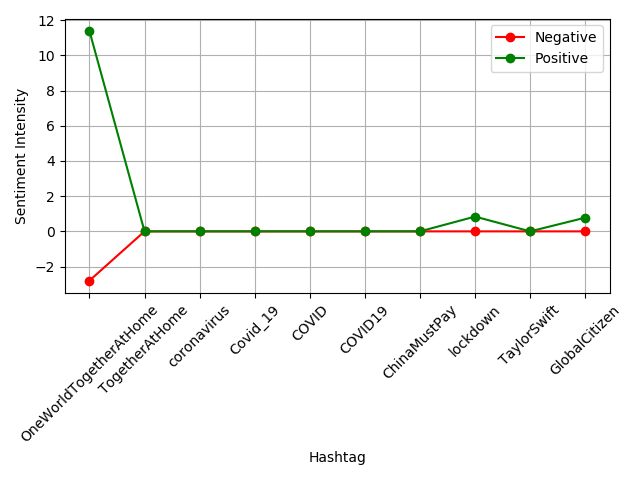 12
10
8
6
4
2
0
−2
Sentiment Intensity
Negative
Positive
OneWorldTogetherAtHome
TogetherAtHome
coronavirus
Covid_19
COVID
COVID19
ChinaMustPay
lockdown
TaylorSwift
GlobalCitizen
Hashtag